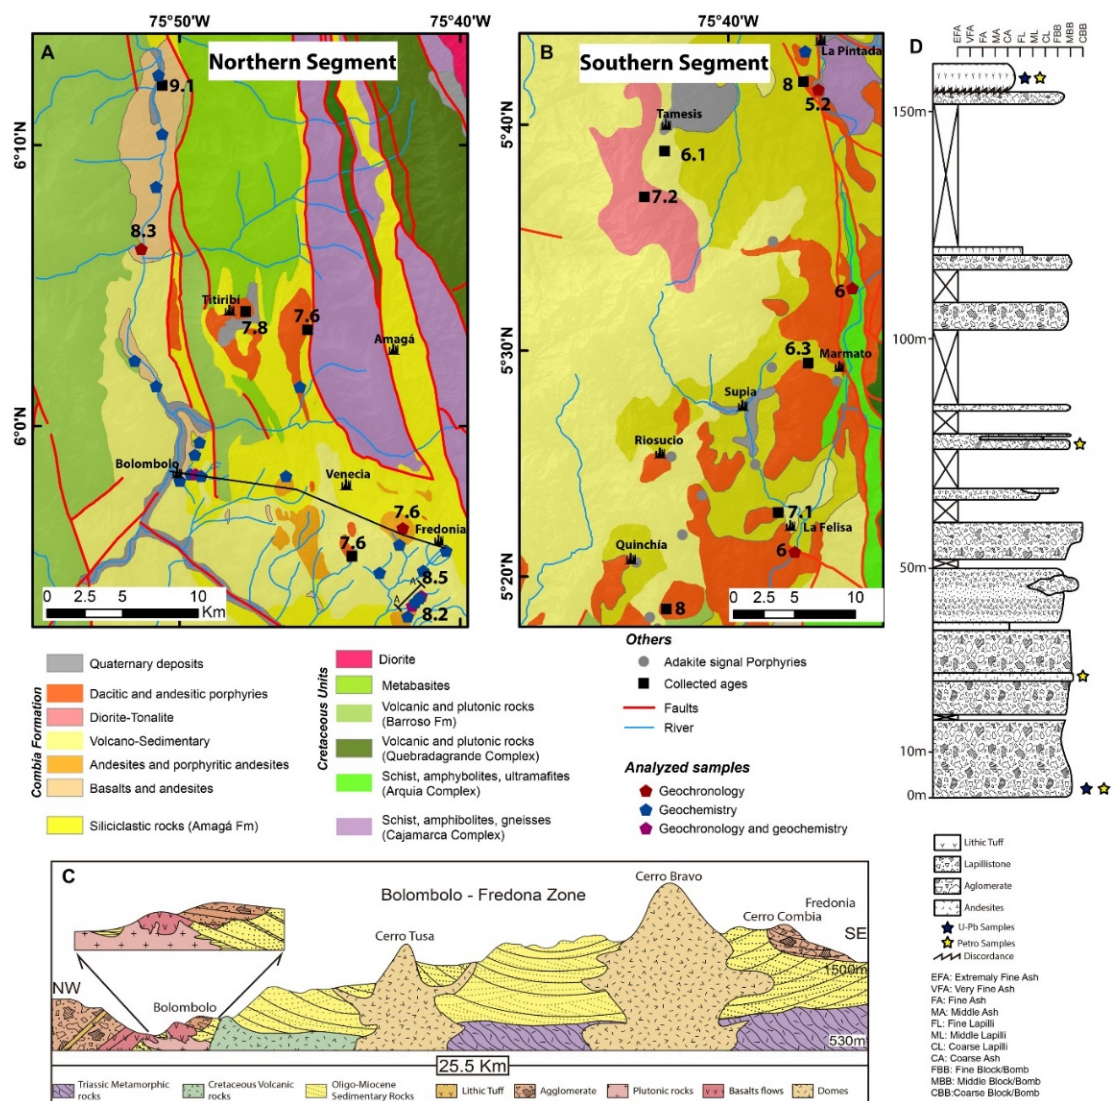 75°50'W
75°40'W
A
Northern Segment
9.1
6°10'N
8.3
Titiribí
7.8
7.6
Amagá
6°0'N
Bolombolo
Venecia
7.6
Fredonia
7.6
8.5
A'
A
8.2
0 2.5 5 10
Km
75°40'W
B
Southern Segment
La Pintada
8
5.2
5°40'N
Tamesis
6.1
7.2
6
5°30'N
6.3
Marmato
Supia
Riosucio
7.1
La Felisa
Quinchía
6
5°20'N
8
0 2.5 5 10
D
EFA
VFA
FA
MA
CA
FL
ML
CL
FBB
MBB
CBB
150m
100m
50m
10m
0m
Combia Formation
Quaternary deposits
Dacitic and andesitic porphyries
Diorite-Tonalite
Volcano-Sedimentary
Andesites and porphyritic andesites
Basalts and andesites
Siliciclastic rocks (Amagá Fm)
Cretaceous Units
Diorite
Metabasites
Volcanic and plutonic rocks
(Barroso Fm)
Volcanic and plutonic rocks
(Quebradagrande Complex)
Schist, amphybolites, ultramafites
(Arquia Complex)
Schist, amphibolites, gneisses
(Cajamarca Complex)
Others
Adakite signal Porphyries
Collected ages
Faults
River
Analyzed samples
Geochronology
Geochemistry
Geochronology and geochemistry
Lithic Tuff
Lapillistone
Aglomerate
Andesites
U-Pb Samples
Petro Samples
Discordance
EFA: Extremaly Fine Ash
VFA: Very Fine Ash
FA: Fine Ash
MA: Middle Ash
FL: Fine Lapilli
ML: Middle Lapilli
CL: Coarse Lapilli
CA: Coarse Ash
FBB: Fine Block/Bomb
MBB: Middle Block/Bomb
CBB:Coarse Block/Bomb
C
Bolombolo - Fredona Zone
Cerro Bravo
Fredonia
Cerro Combia
SE
Cerro Tusa
1500m
NW
Bolombolo
530m
25.5 Km
Triassic Metamorphic
rocks
Cretaceous Volcanic
rocks
Oligo-Miocene
Sedimentary Rocks
Lithic Tuff
Aglomerate
Plutonic rocks
Basalts flows
Domes